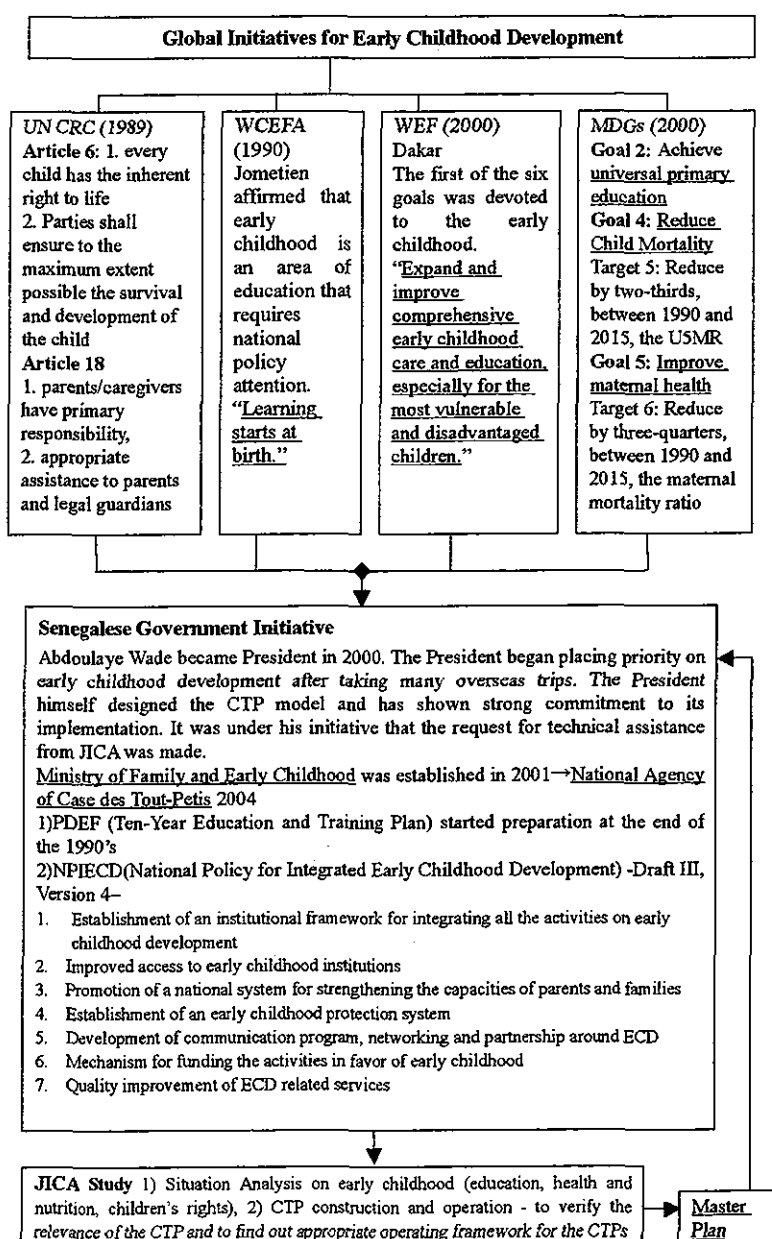 Global Initiatives for Early Childhood Development
UN CRC (1989)
Article 6: 1. every
child has the inherent
right to life
2. Parties shall
ensure to the
maximum extent
possible the survival
and development of
the child
Article 18
1. parents/caregivers
have primary
responsibility,
2. appropriate
assistance to parents
and legal guardians
WCEFA
(1990)
Jometien
affirmed that
early
childhood is
an area of
education that
requires
national
policy
attention.
"Learning
starts at
birth."
WEF (2000)
Dakar
The first of the six
goals was devoted
to the early
childhood.
"Expand and
improve
comprehensive
early childhood
care and education,
especially for the
most vulnerable
and disadvantaged
children."
MDGs (2000)
Goal 2: Achieve
universal primary
education
Goal 4: Reduce
Child Mortality
Target 5: Reduce
by two-thirds,
between 1990 and
2015, the U5MR
Goal 5: Improve
maternal health
Target 6: Reduce
by three-quarters,
between 1990 and
2015, the maternal
mortality ratio
Senegalese Government Initiative
Abdoulaye Wade became President in 2000. The President began placing priority on
early childhood development after taking many overseas trips. The President
himself designed the CTP model and has shown strong commitment to its
implementation. It was under his initiative that the request for technical assistance
from JICA was made.
Ministry of Family and Early Childhood was established in 2001→National Agency
of Case des Tout-Petis 2004
1)PDEF (Ten-Year Education and Training Plan) started preparation at the end of
the 1990's
2)NPIECD(National Policy for Integrated Early Childhood Development) -Draft III,
Version 4–
1. Establishment of an institutional framework for integrating all the activities on early
childhood development
2. Improved access to early childhood institutions
3. Promotion of a national system for strengthening the capacities of parents and families
4. Establishment of an early childhood protection system
5. Development of communication program, networking and partnership around ECD
6. Mechanism for funding the activities in favor of early childhood
7. Quality improvement of ECD related services
JICA Study 1) Situation Analysis on early childhood (education, health and
nutrition, children's rights), 2) CTP construction and operation - to verify the
relevance of the CTP and to find out appropriate operating framework for the CTPs
Master
Plan